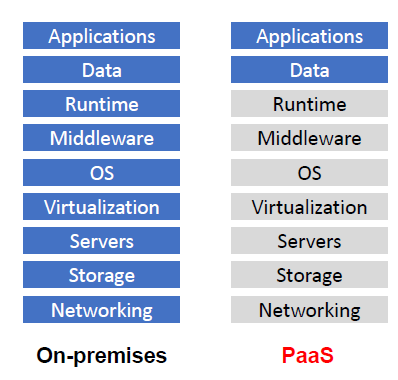 Applications
Data
Runtime
Middleware
OS
Virtualization
Servers
Storage
Networking
On-premises
Applications
Data
Runtime
Middleware
OS
Virtualization
Servers
Storage
Networking
PaaS